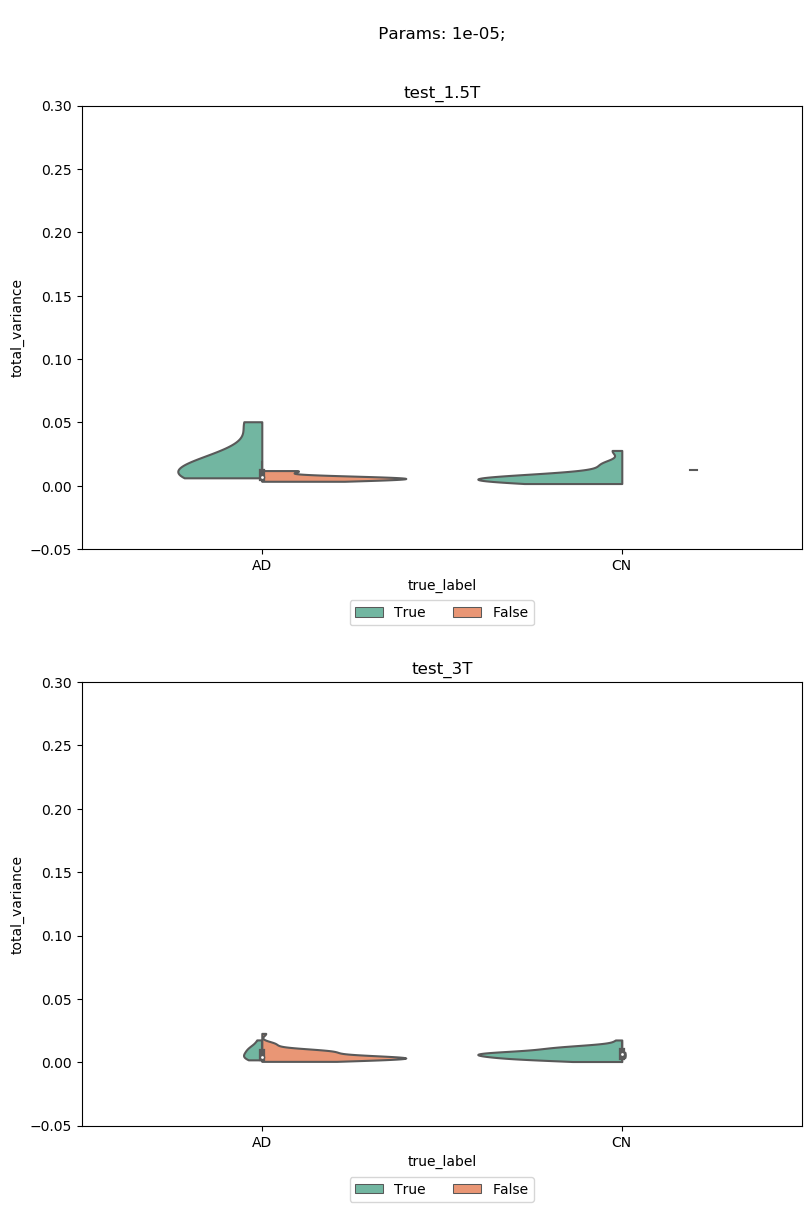 Params: 1e-05;
test_1.5T
0.30
0.25
0.20
0.15
0.10
0.05
0.00
−0.05
total_variance
AD CN
true_label
True False
test_3T
0.30
0.25
0.20
0.15
0.10
0.05
0.00
−0.05
total_variance
AD CN
true_label
True False